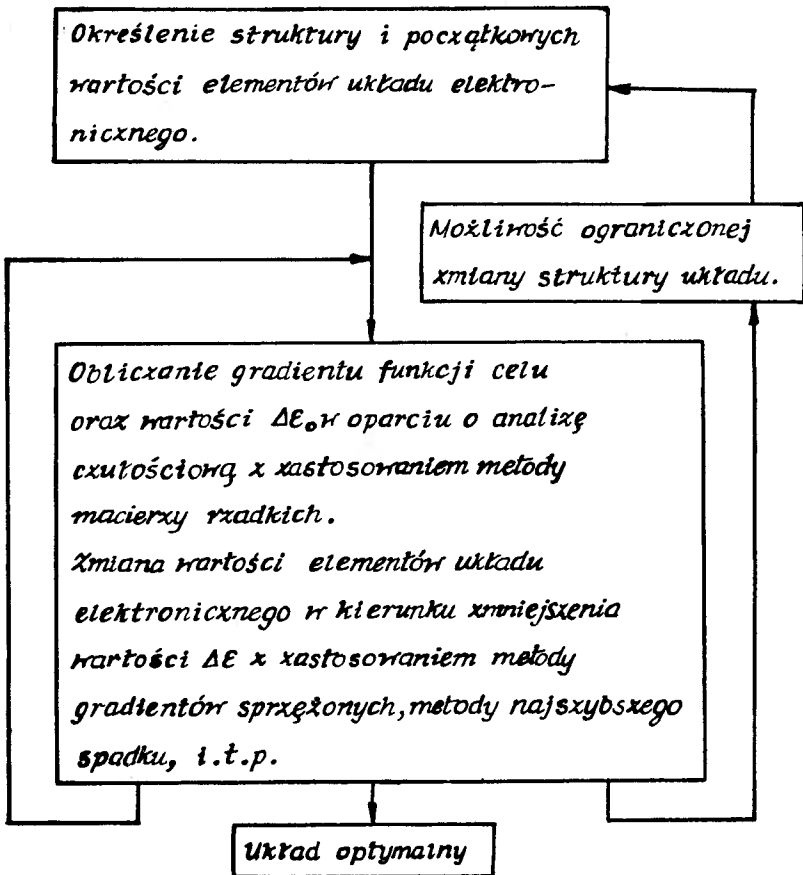 Określenie struktury i początkowych
wartości elementów układu elektro-
nicznego.
Możliwość ograniczonej
zmiany struktury układu.
Obliczanie gradientu funkcji celu
oraz wartości Δε₀ w oparciu o analizę
czułościową z zastosowaniem metody
macierzy rzadkich.
Zmiana wartości elementów układu
elektronicznego w kierunku zmniejszenia
wartości Δε z zastosowaniem metody
gradientów sprzężonych, metody najszybszego
spadku, i.t.p.
Układ optymalny